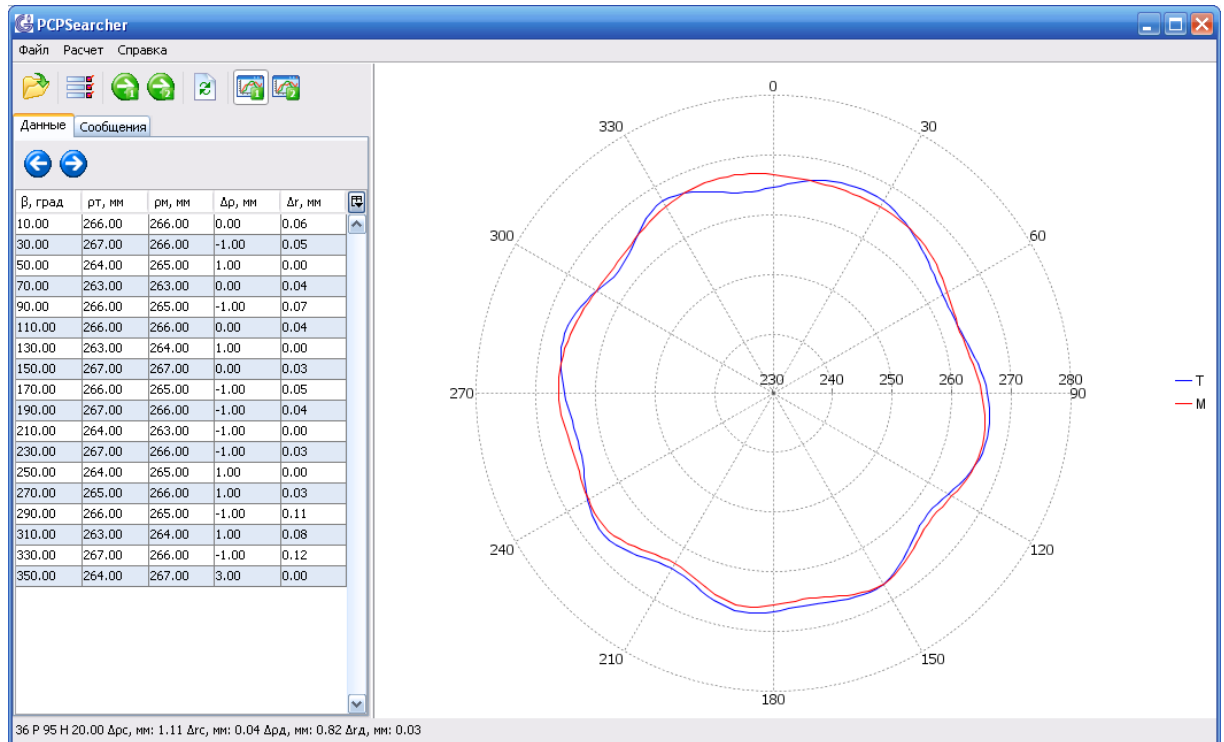 PCPSearcher
Файл Расчет Справка
Данные Сообщения
β, град ρт, мм ρм, мм Δρ, мм Δr, мм
10.00 266.00 266.00 0.00 0.06
30.00 267.00 266.00 -1.00 0.05
50.00 264.00 265.00 1.00 0.00
70.00 263.00 263.00 0.00 0.04
90.00 266.00 265.00 -1.00 0.07
110.00 266.00 266.00 0.00 0.04
130.00 263.00 264.00 1.00 0.00
150.00 267.00 267.00 0.00 0.03
170.00 266.00 265.00 -1.00 0.05
190.00 267.00 266.00 -1.00 0.04
210.00 264.00 263.00 -1.00 0.00
230.00 267.00 266.00 -1.00 0.03
250.00 264.00 265.00 1.00 0.00
270.00 265.00 266.00 1.00 0.03
290.00 266.00 265.00 -1.00 0.11
310.00 263.00 264.00 1.00 0.08
330.00 267.00 266.00 -1.00 0.12
350.00 264.00 267.00 3.00 0.00
0
330 30
300 60
230 240 250 260 270 280
270 90
240 120
210 150
180
T
M
36 P 95 H 20.00 Δρс, мм: 1.11 Δrс, мм: 0.04 Δρд, мм: 0.82 Δrд, мм: 0.03